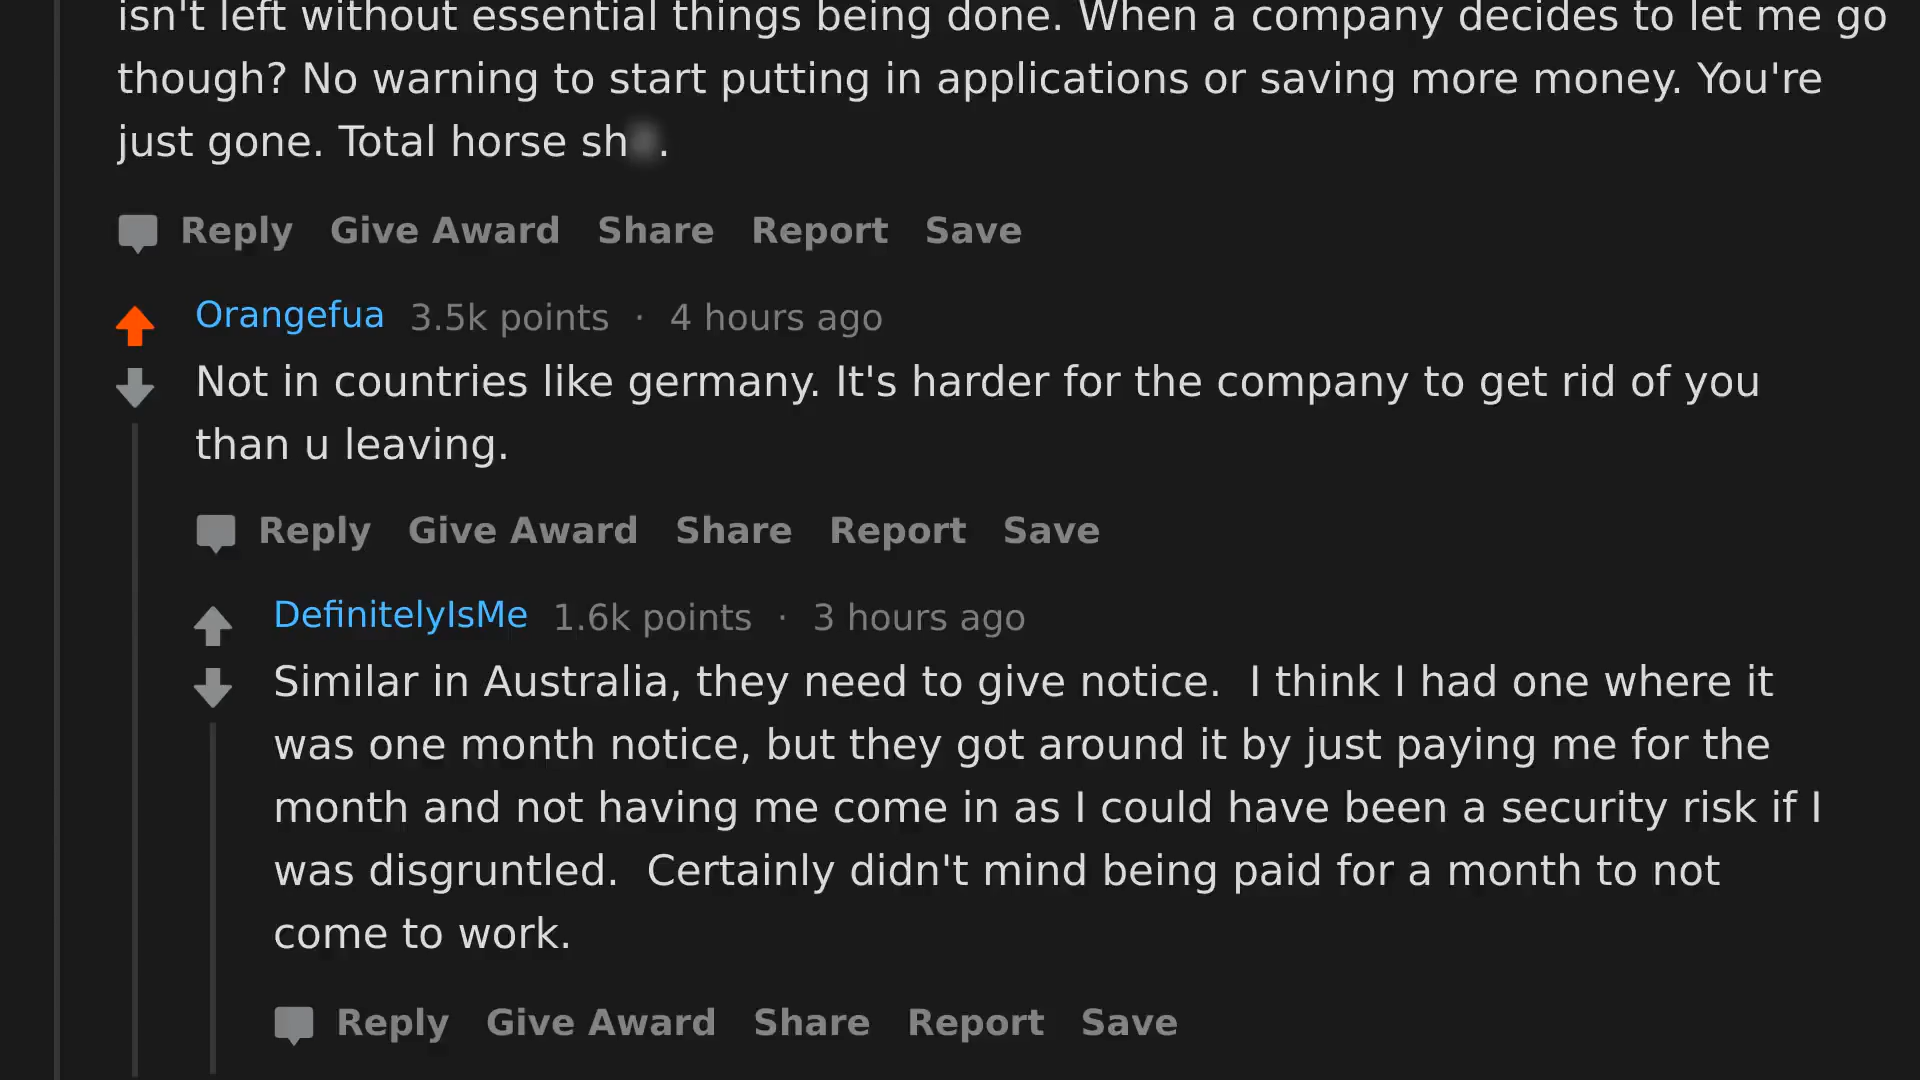 isn't left without essential things being done. When a company decides to let me go
though? No warning to start putting in applications or saving more money. You're
just gone. Total horse sh.
Reply Give Award Share Report Save
Orangefua 3.5k points · 4 hours ago
Not in countries like germany. It's harder for the company to get rid of you
than u leaving.
Reply Give Award Share Report Save
DefinitelyIsMe 1.6k points · 3 hours ago
Similar in Australia, they need to give notice.  I think I had one where it
was one month notice, but they got around it by just paying me for the
month and not having me come in as I could have been a security risk if I
was disgruntled.  Certainly didn't mind being paid for a month to not
come to work.
Reply Give Award Share Report Save